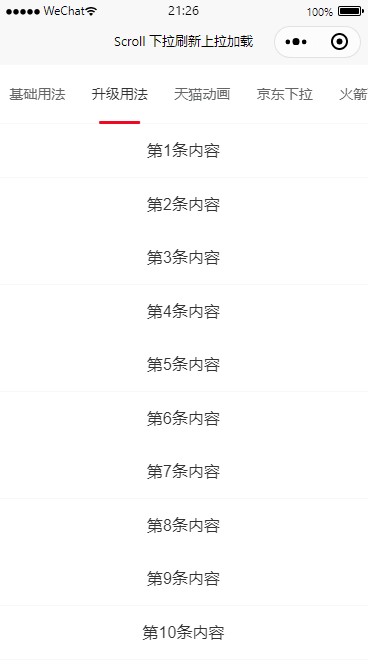 WeChat 21:26 100%
Scroll 下拉刷新上拉加载
基础用法 升级用法 天猫动画 京东下拉 火箭
第1条内容
第2条内容
第3条内容
第4条内容
第5条内容
第6条内容
第7条内容
第8条内容
第9条内容
第10条内容